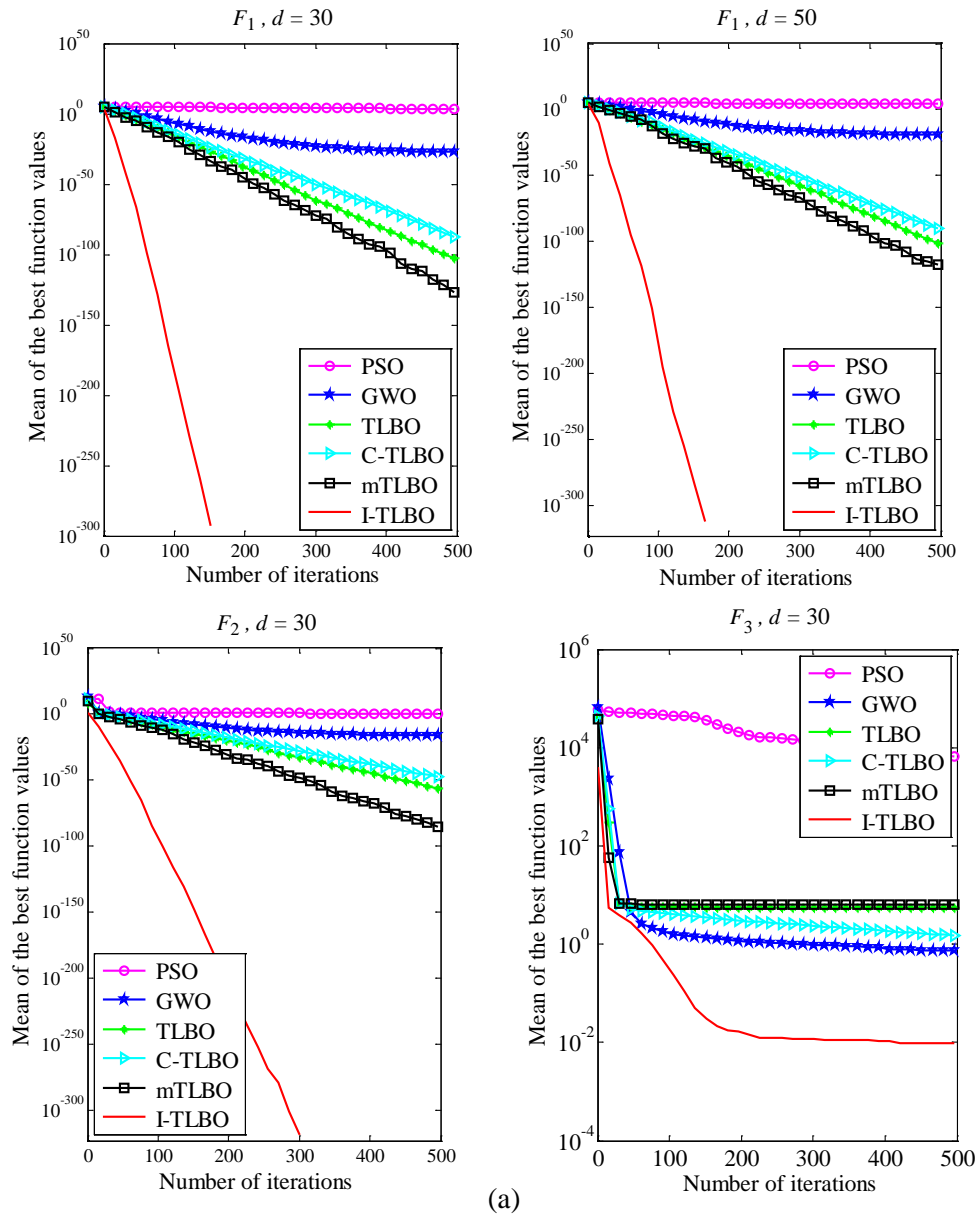 F1 , d = 30
10^50
10^0
10^-50
10^-100
10^-150
10^-200
10^-250
10^-300
0
100
200
300
400
500
Mean of the best function values
Number of iterations
PSO
GWO
TLBO
C-TLBO
mTLBO
I-TLBO
F1 , d = 50
10^50
10^0
10^-50
10^-100
10^-150
10^-200
10^-250
10^-300
0
100
200
300
400
500
Mean of the best function values
Number of iterations
PSO
GWO
TLBO
C-TLBO
mTLBO
I-TLBO
F2 , d = 30
10^50
10^0
10^-50
10^-100
10^-150
10^-200
10^-250
10^-300
0
100
200
300
400
500
Mean of the best function values
Number of iterations
PSO
GWO
TLBO
C-TLBO
mTLBO
I-TLBO
F3 , d = 30
10^6
10^4
10^2
10^0
10^-2
10^-4
0
100
200
300
400
500
Mean of the best function values
Number of iterations
PSO
GWO
TLBO
C-TLBO
mTLBO
I-TLBO
(a)